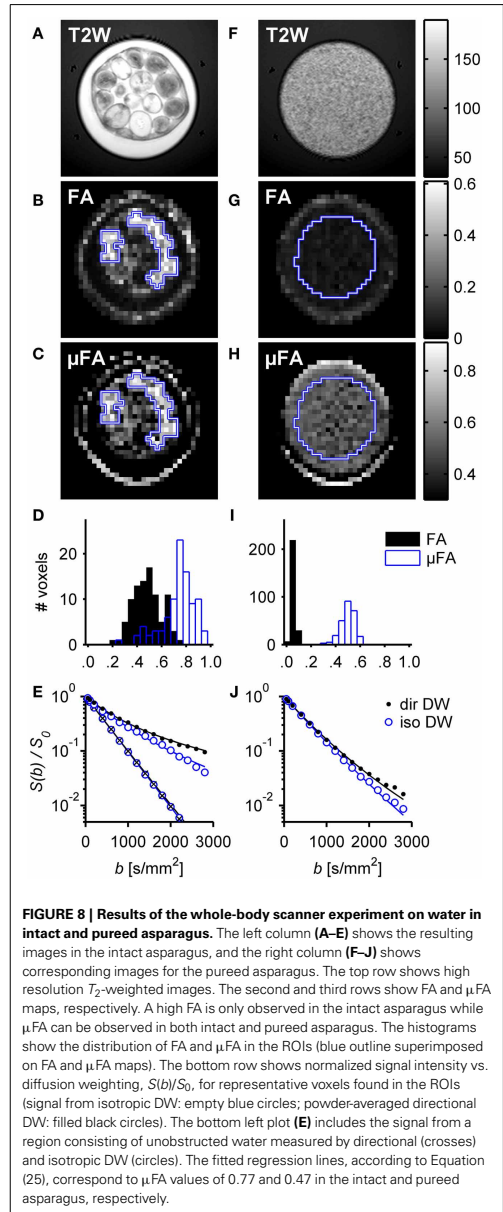 A T2W
F T2W
150
100
50
B FA
G FA
0.6
0.4
0.2
0
C µFA
H µFA
0.8
0.6
0.4
D
I
# voxels
20
10
0
200
100
0
FA
µFA
.0 .2 .4 .6 .8 1.0
.0 .2 .4 .6 .8 1.0
E
J
S(b) / S0
10^0
10^-1
10^-2
10^0
10^-1
10^-2
dir DW
iso DW
0 1000 2000 3000
0 1000 2000 3000
b [s/mm²]
b [s/mm²]
FIGURE 8 | Results of the whole-body scanner experiment on water in
intact and pureed asparagus. The left column (A–E) shows the resulting
images in the intact asparagus, and the right column (F–J) shows
corresponding images for the pureed asparagus. The top row shows high
resolution T2-weighted images. The second and third rows show FA and µFA
maps, respectively. A high FA is only observed in the intact asparagus while
µFA can be observed in both intact and pureed asparagus. The histograms
show the distribution of FA and µFA in the ROIs (blue outline superimposed
on FA and µFA maps). The bottom row shows normalized signal intensity vs.
diffusion weighting, S(b)/S0, for representative voxels found in the ROIs
(signal from isotropic DW: empty blue circles; powder-averaged directional
DW: filled black circles). The bottom left plot (E) includes the signal from a
region consisting of unobstructed water measured by directional (crosses)
and isotropic DW (circles). The fitted regression lines, according to Equation
(25), correspond to µFA values of 0.77 and 0.47 in the intact and pureed
asparagus, respectively.